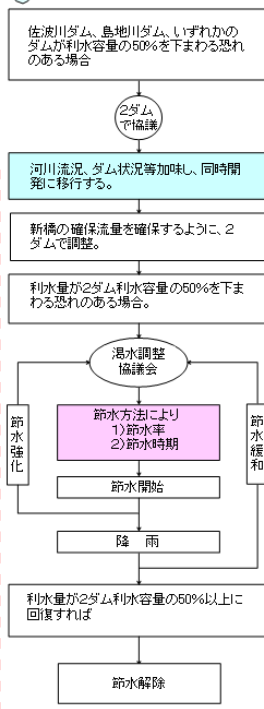 佐波川ダム、島地川ダム、いずれかの
ダムが利水容量の50%を下まわる恐れ
のある場合
2ダム
で協議
河川流況、ダム状況等加味し、同時開
発に移行する。
新橋の確保流量を確保するように、2
ダムで調整。
利水量が2ダム利水容量の50%を下ま
わる恐れのある場合。
渇水調整
協議会
節水強化
節水方法により
1)節水率
2)節水時期
節水緩和
節水開始
降 雨
利水量が2ダム利水容量の50%以上に
回復すれば
節水解除